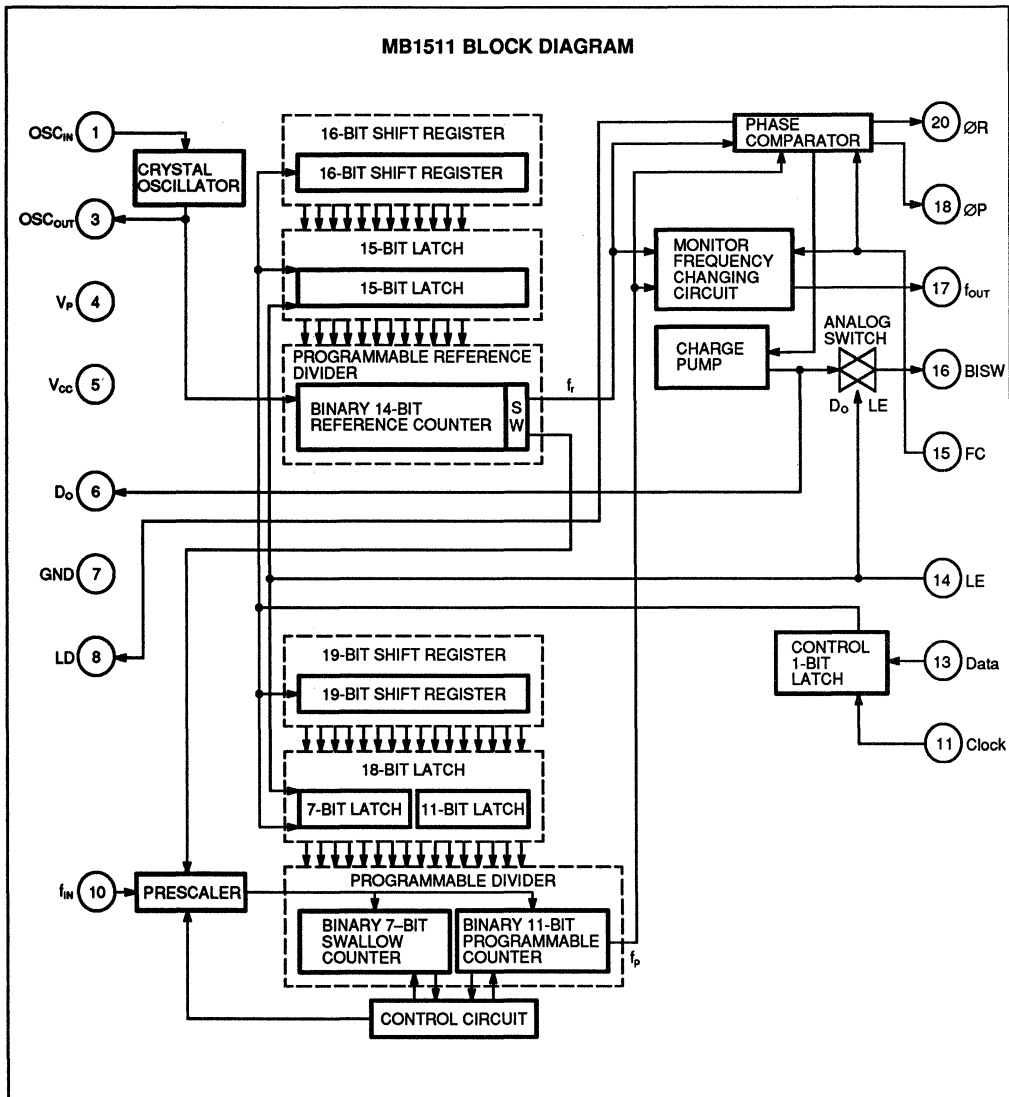 MB1511 BLOCK DIAGRAM
OSCIN
1
CRYSTAL
OSCILLATOR
OSCOUT
3
VP
4
VCC
5
DO
6
GND
7
LD
8
fIN
10
PRESCALER
16-BIT SHIFT REGISTER
16-BIT SHIFT REGISTER
15-BIT LATCH
15-BIT LATCH
PROGRAMMABLE REFERENCE
DIVIDER
BINARY 14-BIT
REFERENCE COUNTER
S
W
fr
19-BIT SHIFT REGISTER
19-BIT SHIFT REGISTER
18-BIT LATCH
7-BIT LATCH
11-BIT LATCH
PROGRAMMABLE DIVIDER
BINARY 7–BIT
SWALLOW
COUNTER
BINARY 11-BIT
PROGRAMMABLE
COUNTER
fp
CONTROL CIRCUIT
PHASE
COMPARATOR
MONITOR
FREQUENCY
CHANGING
CIRCUIT
CHARGE
PUMP
ANALOG
SWITCH
DO
LE
CONTROL
1-BIT
LATCH
20
ØR
18
ØP
17
fOUT
16
BISW
15
FC
14
LE
13
Data
11
Clock